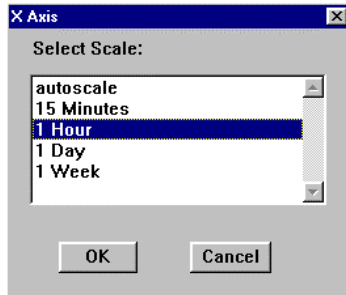 X Axis
Select Scale:
autoscale
15 Minutes
1 Hour
1 Day
1 Week
OK Cancel